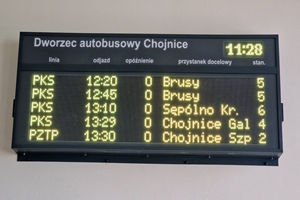 Dworzec autobusowy Chojnice 11:28
linia odjazd opóźnienie przystanek docelowy stan.
PKS 12:20 0 Brusy 5
PKS 12:45 0 Brusy 5
PKS 13:10 0 Sępólno Kr. 6
PKS 13:29 0 Chojnice Gal 4
PZTP 13:30 0 Chojnice Szp 2